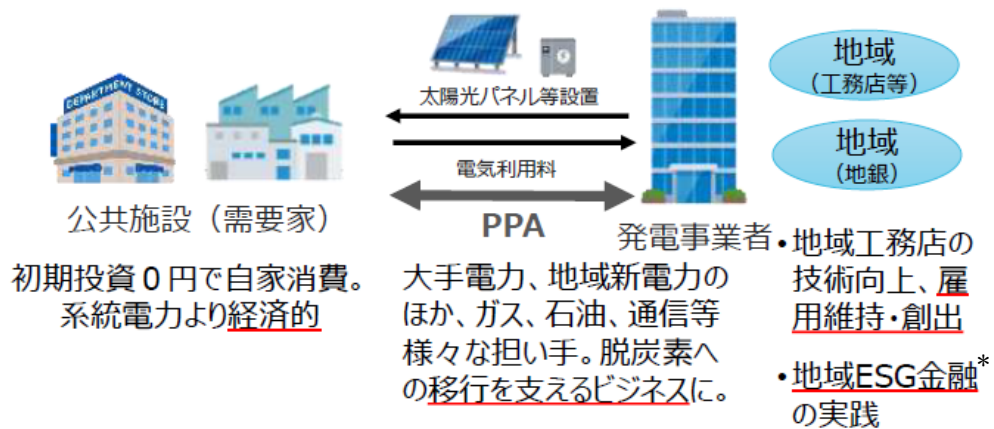 DEPARTMENT STORE
太陽光パネル等設置
電気利用料
PPA
公共施設（需要家）
初期投資０円で自家消費。
系統電力より経済的
発電事業者
大手電力、地域新電力の
ほか、ガス、石油、通信等
様々な担い手。脱炭素へ
の移行を支えるビジネスに。
地域
（工務店等）
地域
（地銀）
・地域工務店の
技術向上、雇
用維持・創出
・地域ESG金融*
の実践